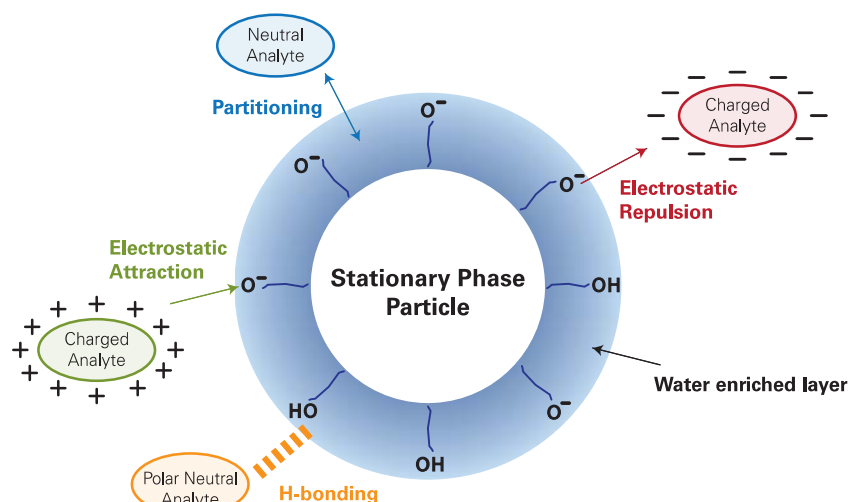 Neutral
Analyte
Partitioning
O−
O−
O−
Charged
Analyte
Electrostatic
Repulsion
Electrostatic
Attraction
O−
Stationary Phase
Particle
OH
Charged
Analyte
Water enriched layer
HO
O−
OH
Polar Neutral
Analyte
H-bonding